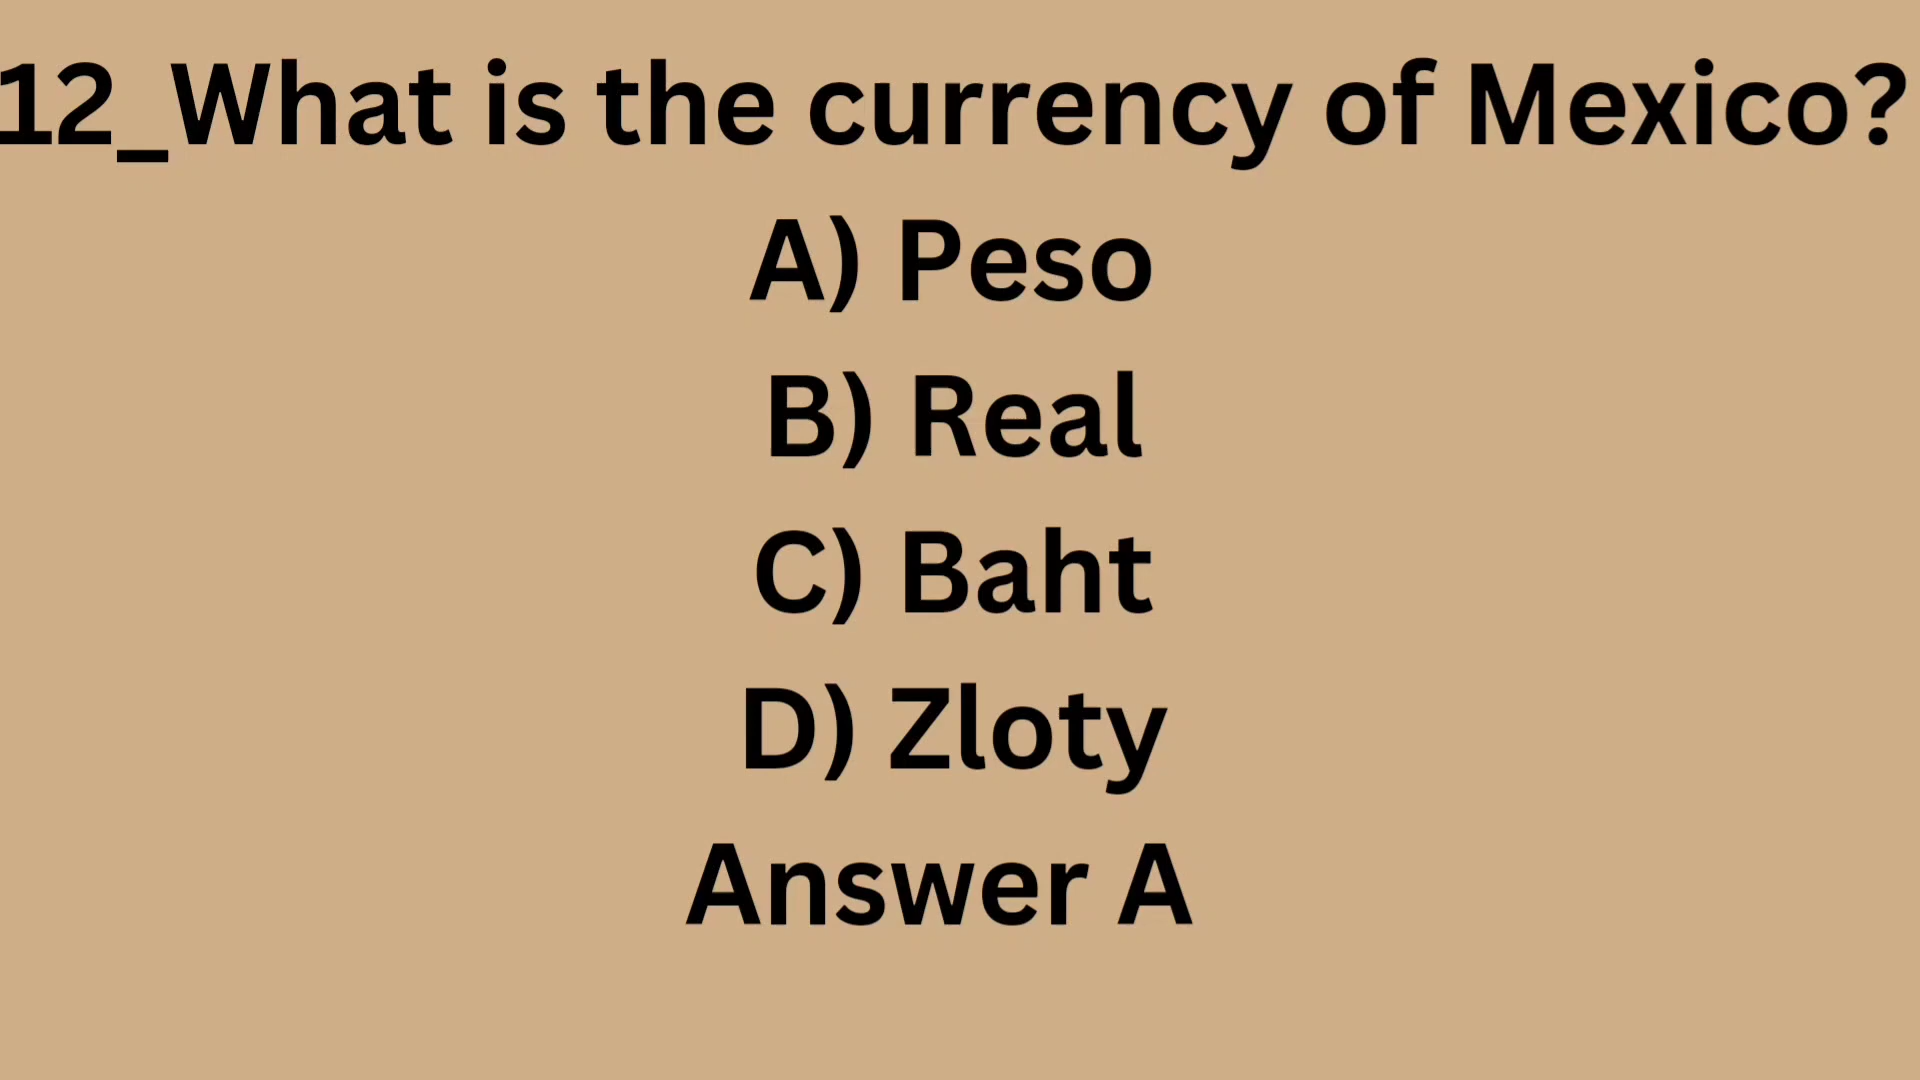 12_What is the currency of Mexico?
A) Peso
B) Real
C) Baht
D) Zloty
Answer A